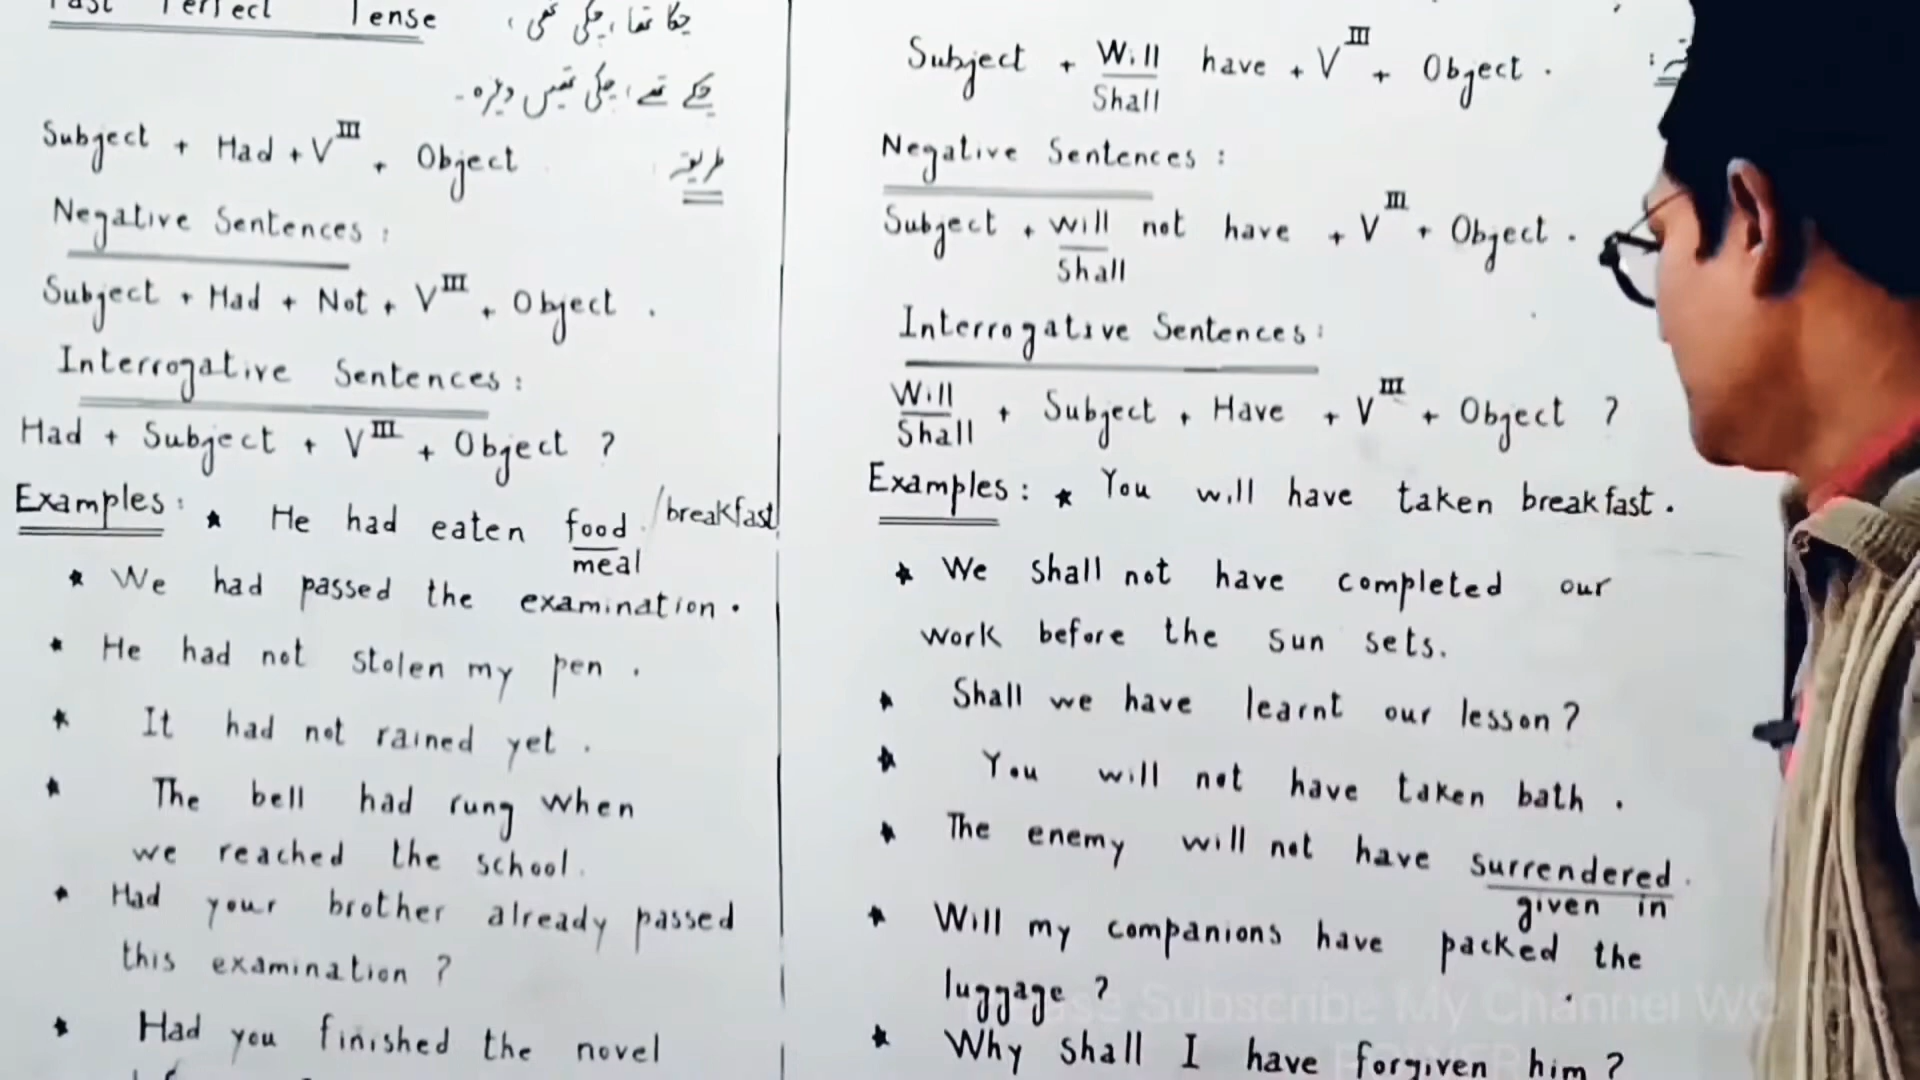 Past Perfect Tense
چکا تھا، چکی تھی،
چکے تھے، چکی تھیں وغیرہ۔
Subject + Had + V III + Object
طریقہ
Negative Sentences :
Subject + Had + Not + V III + Object .
Interrogative Sentences :
Had + Subject + V III + Object ?
Examples : ★ He had eaten food . / breakfast
meal
★ We had passed the examination .
★ He had not stolen my pen .
★ It had not rained yet .
★ The bell had rung when
we reached the school .
★ Had your brother already passed
this examination ?
★ Had you finished the novel
Subject + Will have + V III + Object .
Shall
Negative Sentences :
Subject + will not have + V III + Object .
Shall
Interrogative Sentences :
Will + Subject + Have + V III + Object ?
Shall
Examples : ★ You will have taken breakfast .
★ We shall not have completed our
work before the sun sets .
★ Shall we have learnt our lesson ?
★ You will not have taken bath .
★ The enemy will not have surrendered .
given in
★ Will my companions have packed the
luggage ?
★ Why shall I have forgiven him ?
Subscribe My Channel